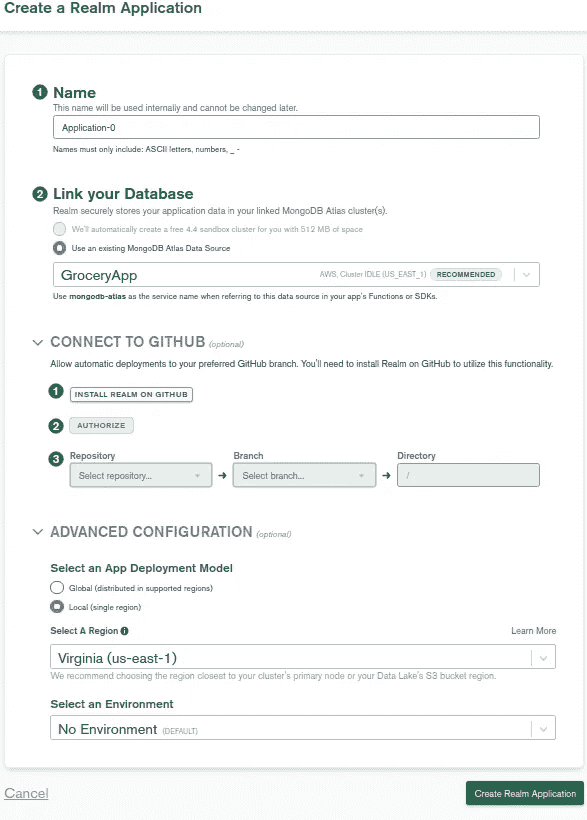 Create a Realm Application
1 Name
This name will be used internally and cannot be changed later.
Application-0
Names must only include: ASCII letters, numbers, _ -
2 Link your Database
Realm securely stores your application data in your linked MongoDB Atlas cluster(s).
We'll automatically create a free 4.4 sandbox cluster for you with 512 MB of space
Use an existing MongoDB Atlas Data Source
GroceryApp AWS, Cluster IDLE (US_EAST_1) RECOMMENDED
Use mongodb-atlas as the service name when referring to this data source in your app's Functions or SDKs.
CONNECT TO GITHUB (optional)
Allow automatic deployments to your preferred GitHub branch. You'll need to install Realm on GitHub to utilize this functionality.
1 INSTALL REALM ON GITHUB
2 AUTHORIZE
3 Repository Branch Directory
Select repository... ➔ Select branch... ➔ /
ADVANCED CONFIGURATION (optional)
Select an App Deployment Model
Global (distributed in supported regions)
Local (single region)
Select A Region i Learn More
Virginia (us-east-1)
We recommend choosing the region closest to your cluster's primary node or your Data Lake's S3 bucket region.
Select an Environment
No Environment (DEFAULT)
Cancel Create Realm Application